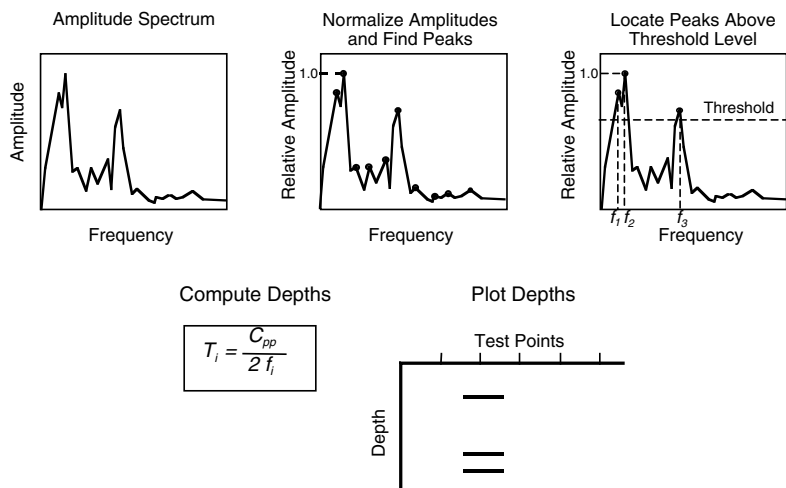 Amplitude Spectrum
Normalize Amplitudes
and Find Peaks
Locate Peaks Above
Threshold Level
Amplitude
Frequency
1.0
Relative Amplitude
Frequency
1.0
Relative Amplitude
Threshold
f1 f2 f3
Frequency
Compute Depths
Ti = Cpp / 2 fi
Plot Depths
Test Points
Depth